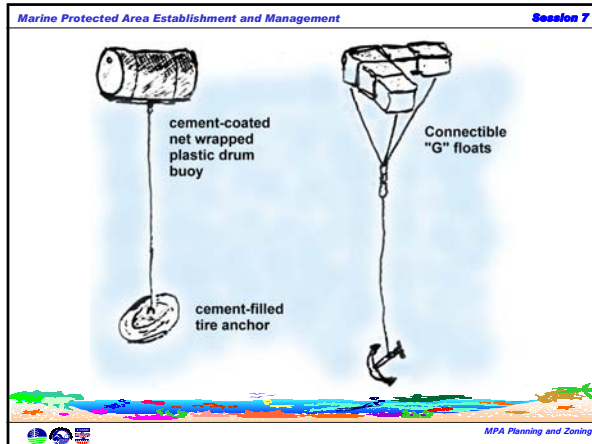 Marine Protected Area Establishment and Management
Session 7
cement-coated
net wrapped
plastic drum
buoy
Connectible
"G" floats
cement-filled
tire anchor
MPA Planning and Zoning